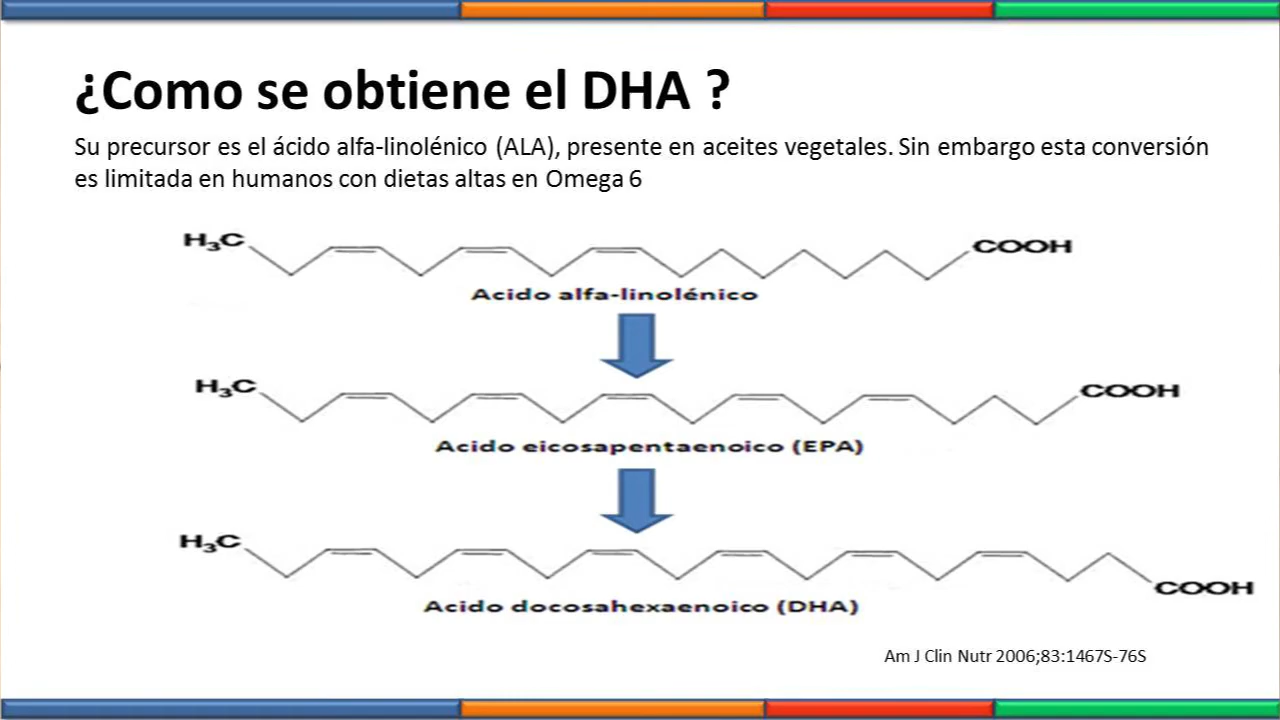 ¿Como se obtiene el DHA ?
Su precursor es el ácido alfa-linolénico (ALA), presente en aceites vegetales. Sin embargo esta conversión
es limitada en humanos con dietas altas en Omega 6
H₃C COOH
Acido alfa-linolénico
H₃C COOH
Acido eicosapentaenoico (EPA)
H₃C COOH
Acido docosahexaenoico (DHA)
Am J Clin Nutr 2006;83:1467S-76S